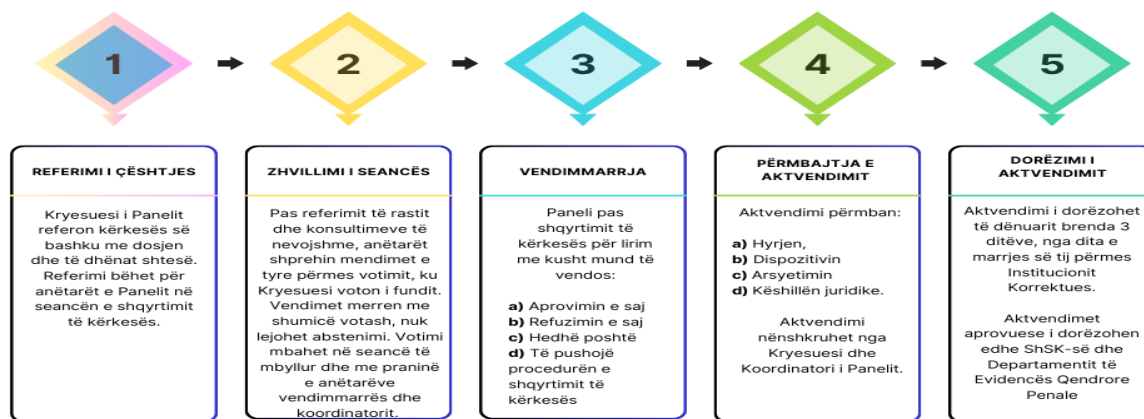 1
2
3
4
5
REFERIMI I ÇËSHTJES
Kryesuesi i Panelit
referon kërkesës së
bashku me dosjen
dhe të dhënat shtesë.
Referimi bëhet për
anëtarët e Panelit në
seancën e shqyrtimit
të kërkesës.
ZHVILLIMI I SEANCËS
Pas referimit të rastit
dhe konsultimeve të
nevojshme, anëtarët
shprehin mendimet e
tyre përmes votimit, ku
Kryesuesi voton i fundit.
Vendimet merren me
shumicë votash, nuk
lejohet abstenimi. Votimi
mbahet në seancë të
mbyllur dhe me praninë
e anëtarëve
vendimmarrës dhe
koordinatorit.
VENDIMMARRJA
Paneli pas
shqyrtimit të
kërkesës për lirim
me kusht mund të
vendos:
a) Aprovimin e saj
b) Refuzimin e saj
c) Hedhë poshtë
d) Të pushojë
procedurën e
shqyrtimit të
kërkesës
PËRMBAJTJA E
AKTVENDIMIT
Aktvendimi përmban:
a) Hyrjen,
b) Dispozitivin
c) Arsyetimin
d) Këshillën juridike.
Aktvendimi
nënshkruhet nga
Kryesuesi dhe
Koordinatori i Panelit.
DORËZIMI I
AKTVENDIMIT
Aktvendimi i dorëzohet
të dënuarit brenda 3
ditëve, nga dita e
marrjes së tij përmes
Institucionit
Korrektues.
Aktvendimet
aprovuese i dorëzohen
edhe ShSK-së dhe
Departamentit të
Evidencës Qendrore
Penale